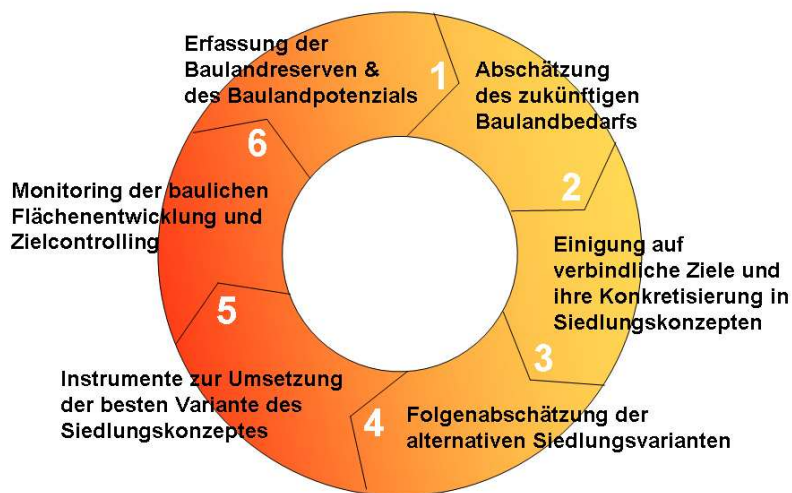 Erfassung der
Baulandreserven &
des Baulandpotenzials
1
Abschätzung
des zukünftigen
Baulandbedarfs
2
Einigung auf
verbindliche Ziele und
ihre Konkretisierung in
Siedlungskonzepten
3
Folgenabschätzung der
alternativen Siedlungsvarianten
4
Instrumente zur Umsetzung
der besten Variante des
Siedlungskonzeptes
5
Monitoring der baulichen
Flächenentwicklung und
Zielcontrolling
6